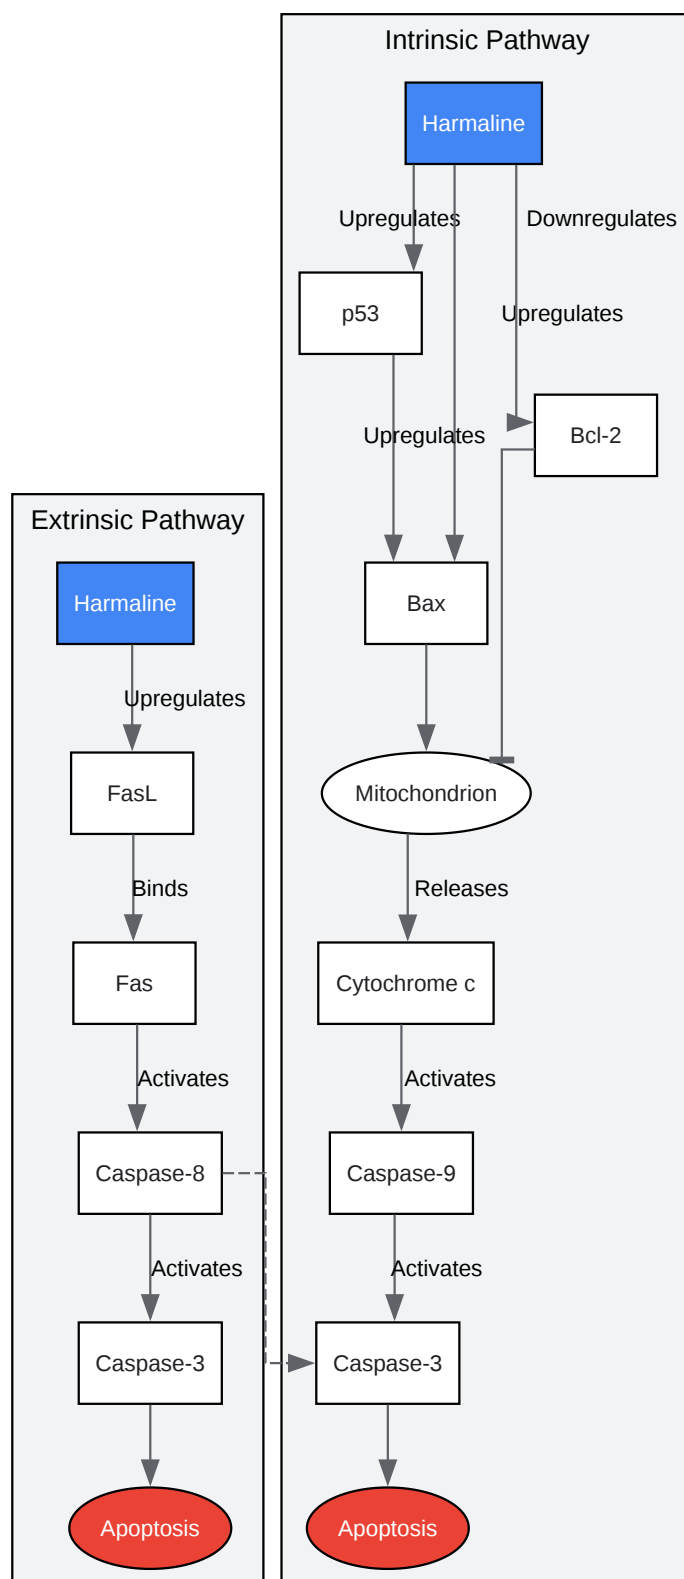 Intrinsic Pathway
Harmaline
Upregulates
Downregulates
p53
Upregulates
Bcl-2
Upregulates
Bax
Mitochondrion
Releases
Cytochrome c
Activates
Caspase-9
Activates
Caspase-3
Apoptosis
Extrinsic Pathway
Harmaline
Upregulates
FasL
Binds
Fas
Activates
Caspase-8
Activates
Caspase-3
Apoptosis